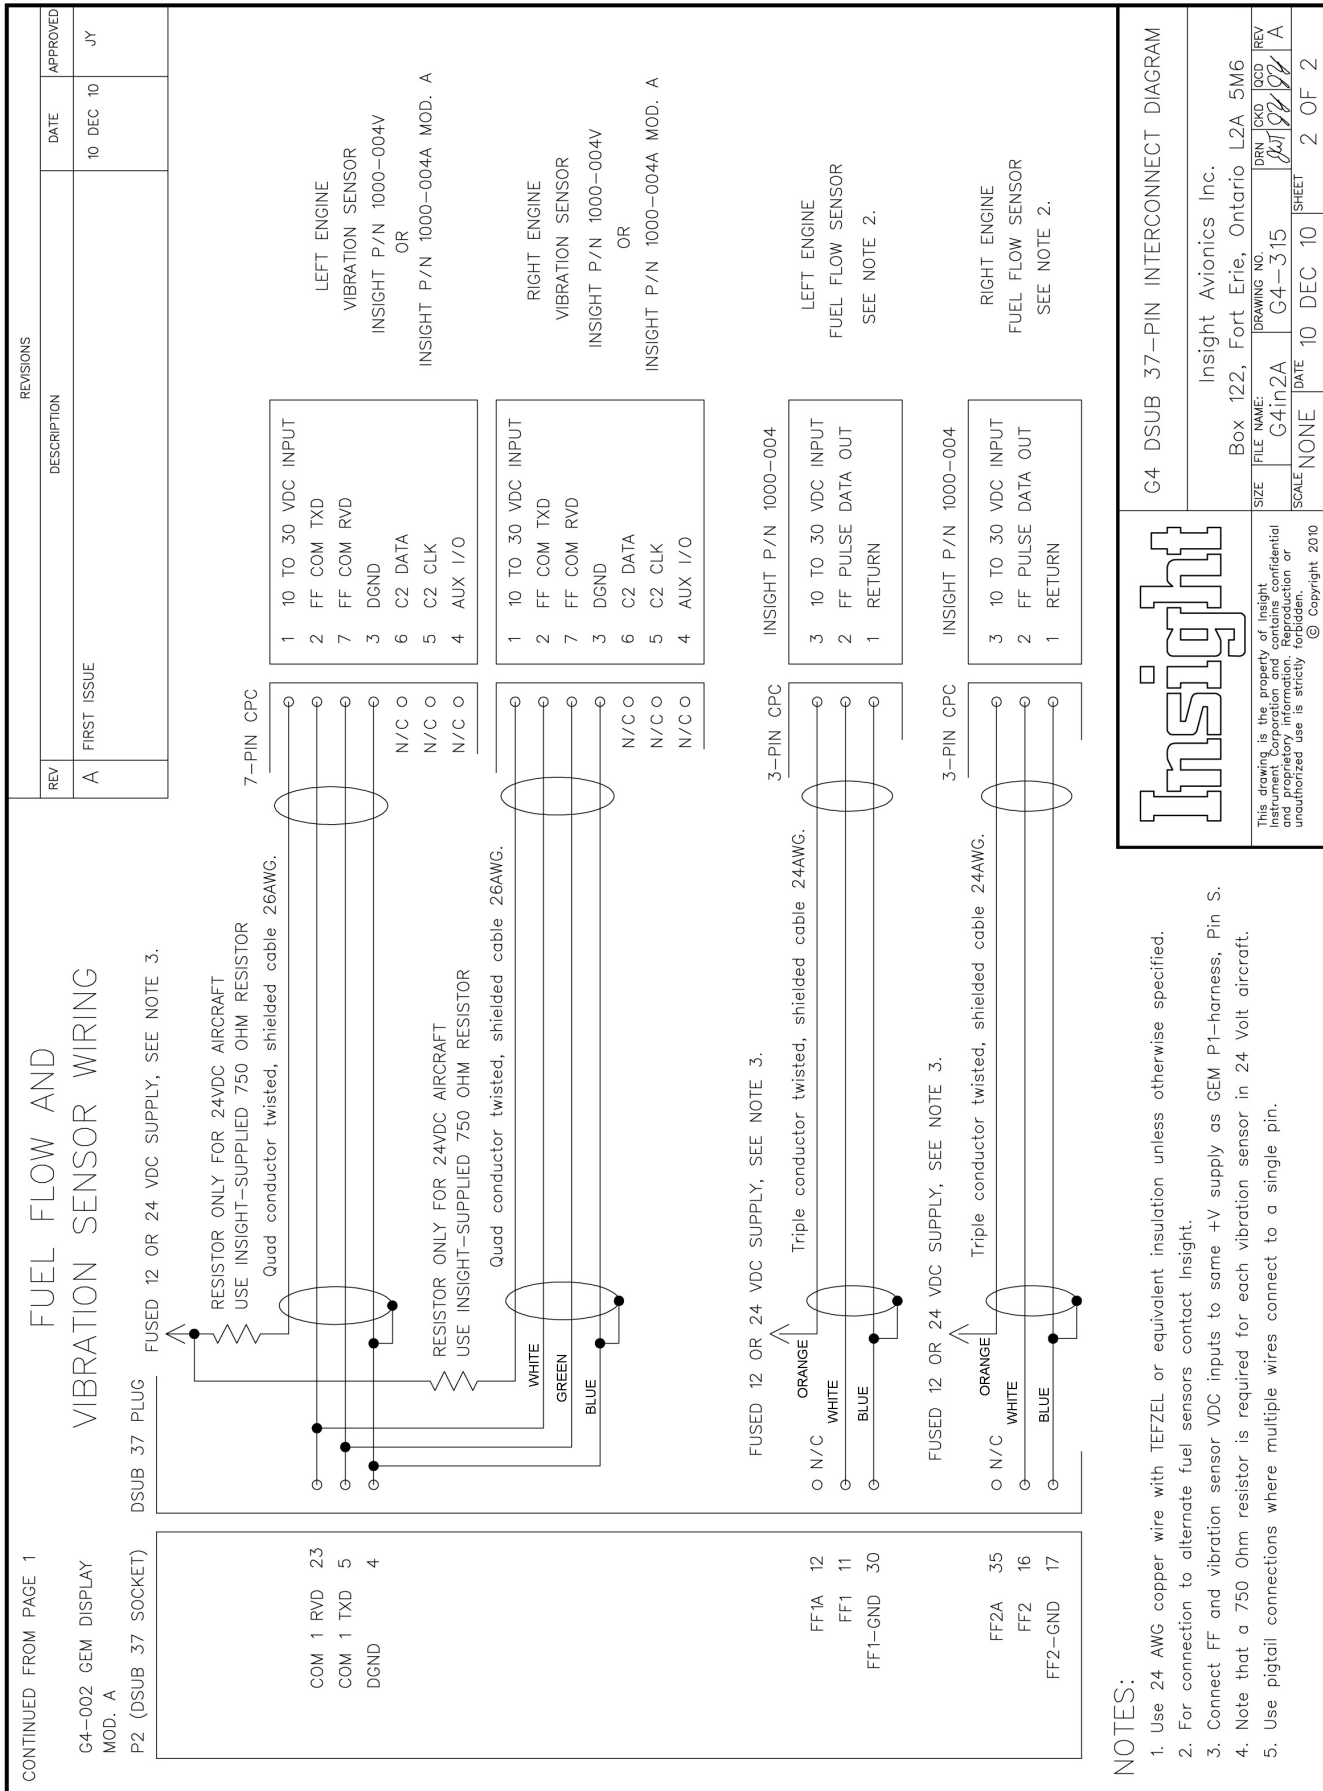 CONTINUED FROM PAGE 1
FUEL FLOW AND
VIBRATION SENSOR WIRING
REVISIONS
REV
DESCRIPTION
DATE
APPROVED
A
FIRST ISSUE
10 DEC 10
JY
G4-002 GEM DISPLAY
MOD. A
P2 (DSUB 37 SOCKET)
DSUB 37 PLUG
FUSED 12 OR 24 VDC SUPPLY, SEE NOTE 3.
RESISTOR ONLY FOR 24VDC AIRCRAFT
USE INSIGHT-SUPPLIED 750 OHM RESISTOR
Quad conductor twisted, shielded cable 26AWG.
7-PIN CPC
COM 1 RVD 23
COM 1 TXD 5
DGND 4
N/C
N/C
N/C
1 10 TO 30 VDC INPUT
2 FF COM TXD
7 FF COM RVD
3 DGND
6 C2 DATA
5 C2 CLK
4 AUX I/O
LEFT ENGINE
VIBRATION SENSOR
INSIGHT P/N 1000-004V
OR
INSIGHT P/N 1000-004A MOD. A
RESISTOR ONLY FOR 24VDC AIRCRAFT
USE INSIGHT-SUPPLIED 750 OHM RESISTOR
Quad conductor twisted, shielded cable 26AWG.
WHITE
GREEN
BLUE
N/C
N/C
N/C
1 10 TO 30 VDC INPUT
2 FF COM TXD
7 FF COM RVD
3 DGND
6 C2 DATA
5 C2 CLK
4 AUX I/O
RIGHT ENGINE
VIBRATION SENSOR
INSIGHT P/N 1000-004V
OR
INSIGHT P/N 1000-004A MOD. A
FUSED 12 OR 24 VDC SUPPLY, SEE NOTE 3.
Triple conductor twisted, shielded cable 24AWG.
3-PIN CPC
INSIGHT P/N 1000-004
FF1A 12
FF1 11
FF1-GND 30
N/C
ORANGE
WHITE
BLUE
3 10 TO 30 VDC INPUT
2 FF PULSE DATA OUT
1 RETURN
LEFT ENGINE
FUEL FLOW SENSOR
SEE NOTE 2.
FUSED 12 OR 24 VDC SUPPLY, SEE NOTE 3.
Triple conductor twisted, shielded cable 24AWG.
3-PIN CPC
INSIGHT P/N 1000-004
FF2A 35
FF2 16
FF2-GND 17
N/C
ORANGE
WHITE
BLUE
3 10 TO 30 VDC INPUT
2 FF PULSE DATA OUT
1 RETURN
RIGHT ENGINE
FUEL FLOW SENSOR
SEE NOTE 2.
NOTES:
1. Use 24 AWG copper wire with TEFZEL or equivalent insulation unless otherwise specified.
2. For connection to alternate fuel sensors contact Insight.
3. Connect FF and vibration sensor VDC inputs to same +V supply as GEM P1-harness, Pin S.
4. Note that a 750 Ohm resistor is required for each vibration sensor in 24 Volt aircraft.
5. Use pigtail connections where multiple wires connect to a single pin.
Insight
This drawing is the property of Insight
Instrument Corporation and contains confidential
and proprietory information. Reproduction or
unauthorized use is strictly forbidden.
© Copyright 2010
G4 DSUB 37-PIN INTERCONNECT DIAGRAM
Insight Avionics Inc.
Box 122, Fort Erie, Ontario L2A 5M6
SIZE
FILE NAME:
G4in2A
DRAWING NO.
G4-315
DRN
CKD
QCD
REV
A
SCALE NONE
DATE 10 DEC 10
SHEET 2 OF 2